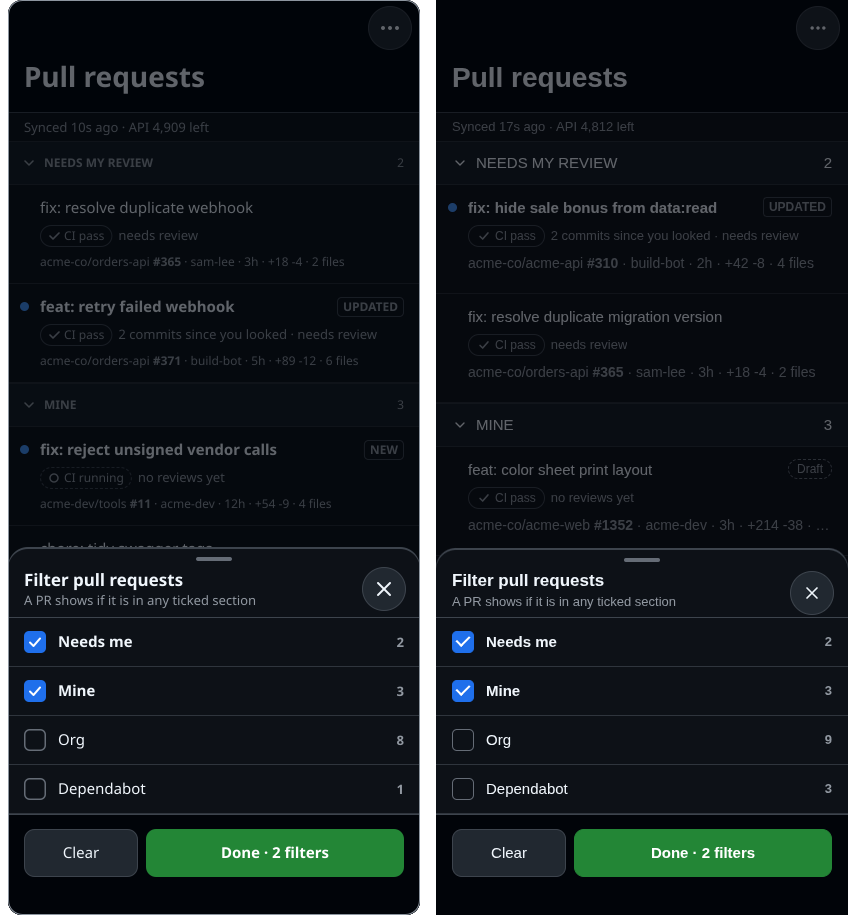 Pull requests
Synced 10s ago · API 4,909 left
NEEDS MY REVIEW 2
fix: resolve duplicate webhook
CI pass needs review
acme-co/orders-api #365 · sam-lee · 3h · +18 -4 · 2 files
feat: retry failed webhook UPDATED
CI pass 2 commits since you looked · needs review
acme-co/orders-api #371 · build-bot · 5h · +89 -12 · 6 files
MINE 3
fix: reject unsigned vendor calls NEW
CI running no reviews yet
acme-dev/tools #11 · acme-dev · 12h · +54 -9 · 4 files
chore: tidy swagger tags
Filter pull requests
A PR shows if it is in any ticked section
Needs me 2
Mine 3
Org 8
Dependabot 1
Clear
Done · 2 filters
Pull requests
Synced 17s ago · API 4,812 left
NEEDS MY REVIEW 2
fix: hide sale bonus from data:read UPDATED
CI pass 2 commits since you looked · needs review
acme-co/acme-api #310 · build-bot · 2h · +42 -8 · 4 files
fix: resolve duplicate migration version
CI pass needs review
acme-co/orders-api #365 · sam-lee · 3h · +18 -4 · 2 files
MINE 3
feat: color sheet print layout Draft
CI pass no reviews yet
acme-co/acme-web #1352 · acme-dev · 3h · +214 -38 · …
Filter pull requests
A PR shows if it is in any ticked section
Needs me 2
Mine 3
Org 9
Dependabot 3
Clear
Done · 2 filters